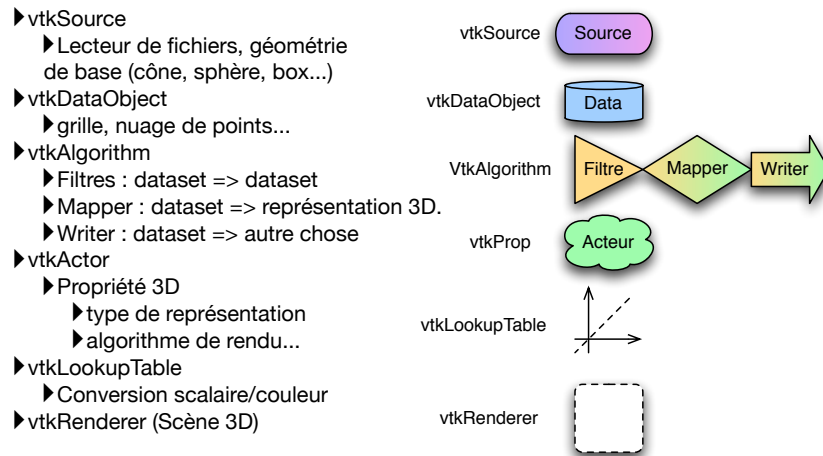 vtkSource
Lecteur de fichiers, géométrie
de base (cône, sphère, box...)
vtkDataObject
grille, nuage de points...
vtkAlgorithm
Filtres : dataset => dataset
Mapper : dataset => représentation 3D.
Writer : dataset => autre chose
vtkActor
Propriété 3D
type de représentation
algorithme de rendu...
vtkLookupTable
Conversion scalaire/couleur
vtkRenderer (Scène 3D)
vtkSource
Source
vtkDataObject
Data
VtkAlgorithm
Filtre
Mapper
Writer
vtkProp
Acteur
vtkLookupTable
vtkRenderer